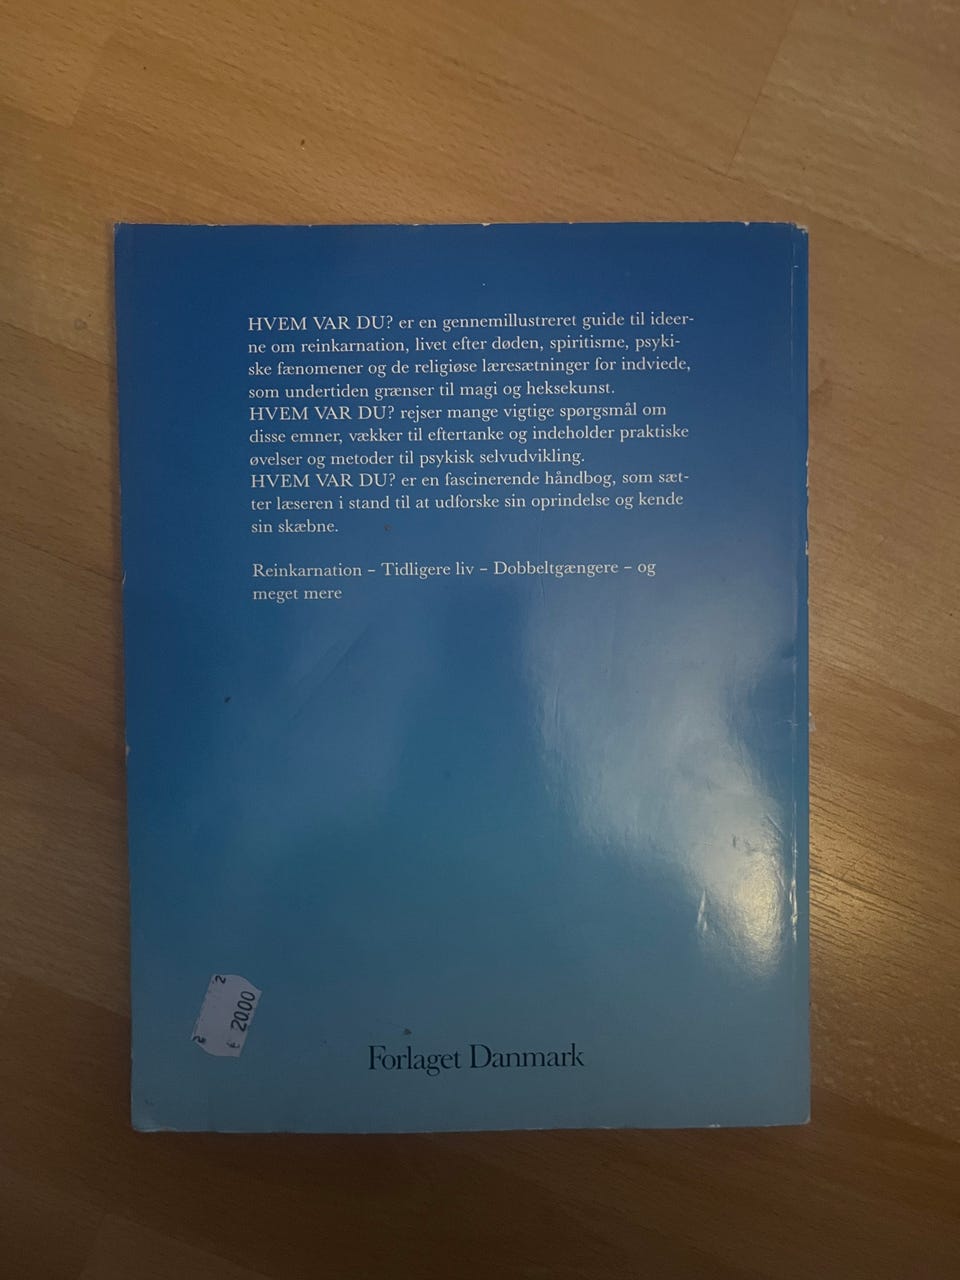 HVEM VAR DU? er en gennemillustreret guide til ideer-
ne om reinkarnation, livet efter døden, spiritisme, psyki-
ske fænomener og de religiøse læresætninger for indviede,
som undertiden grænser til magi og heksekunst.
HVEM VAR DU? rejser mange vigtige spørgsmål om
disse emner, vækker til eftertanke og indeholder praktiske
øvelser og metoder til psykisk selvudvikling.
HVEM VAR DU? er en fascinerende håndbog, som sæt-
ter læseren i stand til at udforske sin oprindelse og kende
sin skæbne.
Reinkarnation – Tidligere liv – Dobbeltgængere – og
meget mere
20.00
Forlaget Danmark